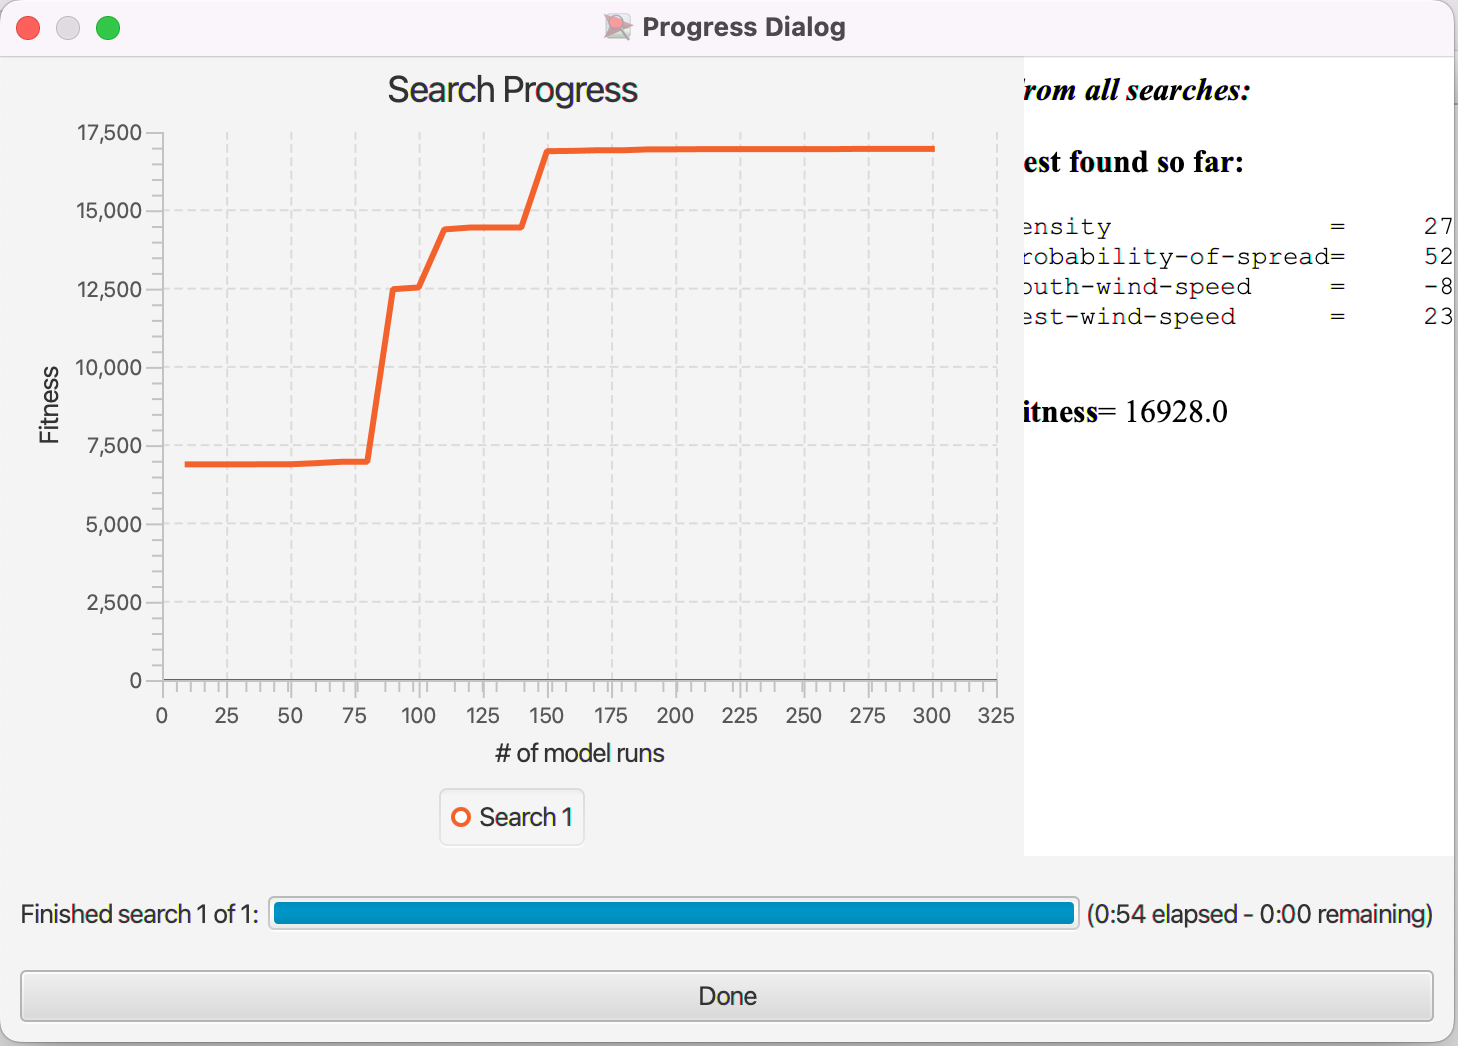 Progress Dialog
Search Progress
17,500
15,000
12,500
10,000
7,500
5,000
2,500
0
Fitness
0 25 50 75 100 125 150 175 200 225 250 275 300 325
# of model runs
Search 1
rom all searches:
est found so far:
ensity = 27
robability-of-spread= 52
outh-wind-speed = -8
est-wind-speed = 23
itness= 16928.0
Finished search 1 of 1: (0:54 elapsed - 0:00 remaining)
Done